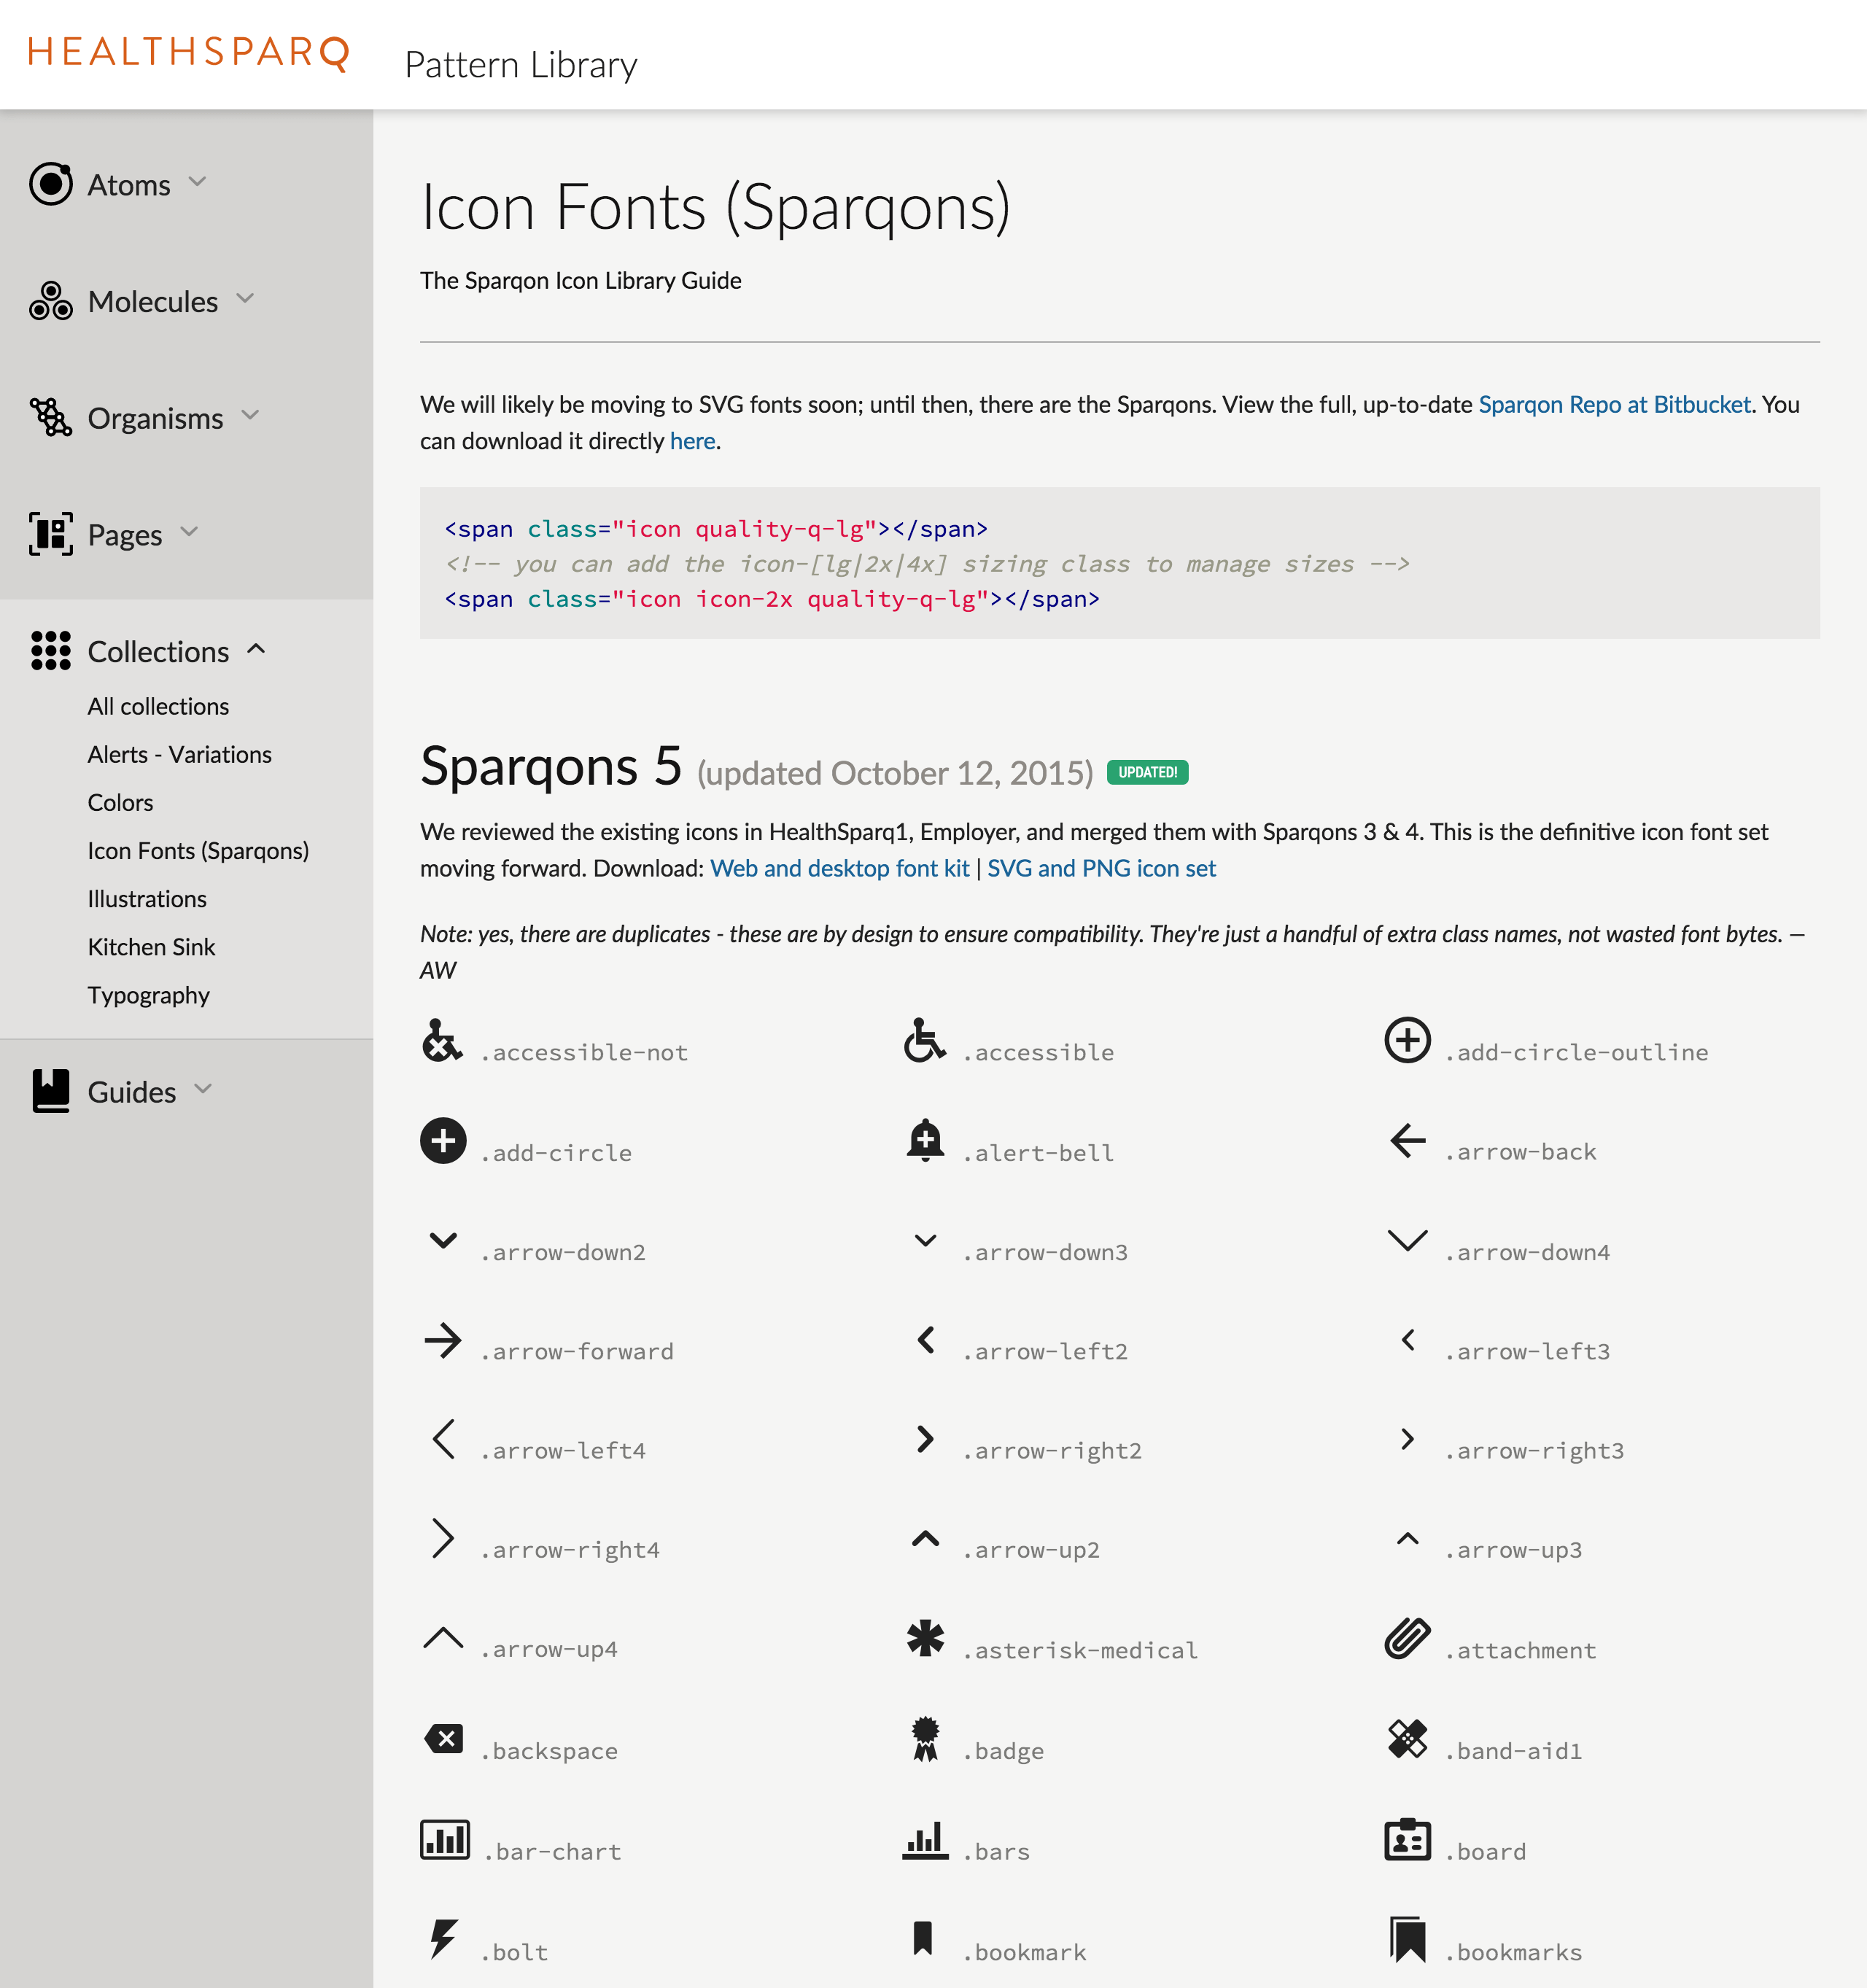 HEALTHSPARQ
Pattern Library
Atoms
Molecules
Organisms
Pages
Collections
All collections
Alerts - Variations
Colors
Icon Fonts (Sparqons)
Illustrations
Kitchen Sink
Typography
Guides
Icon Fonts (Sparqons)
The Sparqon Icon Library Guide
We will likely be moving to SVG fonts soon; until then, there are the Sparqons. View the full, up-to-date Sparqon Repo at Bitbucket. You
can download it directly here.
<span class="icon quality-q-lg"></span>
<!-- you can add the icon-[lg|2x|4x] sizing class to manage sizes -->
<span class="icon icon-2x quality-q-lg"></span>
Sparqons 5 (updated October 12, 2015) UPDATED!
We reviewed the existing icons in HealthSparq1, Employer, and merged them with Sparqons 3 & 4. This is the definitive icon font set
moving forward. Download: Web and desktop font kit | SVG and PNG icon set
Note: yes, there are duplicates - these are by design to ensure compatibility. They're just a handful of extra class names, not wasted font bytes. —
AW
.accessible-not .accessible .add-circle-outline
.add-circle .alert-bell .arrow-back
.arrow-down2 .arrow-down3 .arrow-down4
.arrow-forward .arrow-left2 .arrow-left3
.arrow-left4 .arrow-right2 .arrow-right3
.arrow-right4 .arrow-up2 .arrow-up3
.arrow-up4 .asterisk-medical .attachment
.backspace .badge .band-aid1
.bar-chart .bars .board
.bolt .bookmark .bookmarks